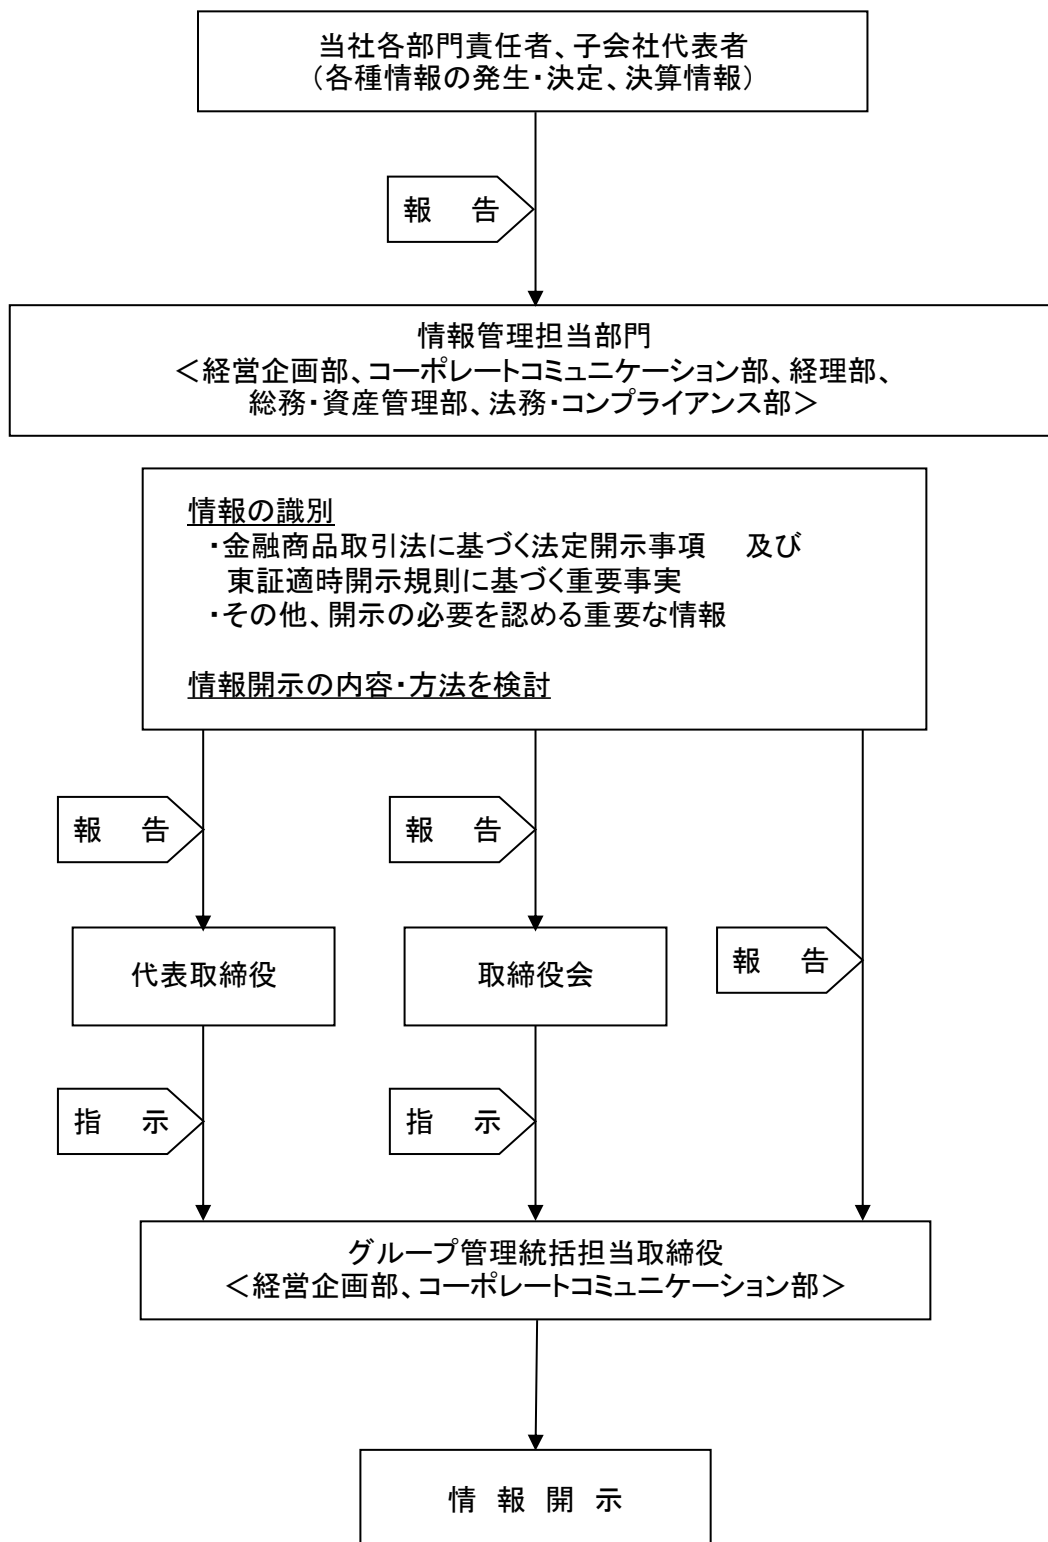 当社各部門責任者、子会社代表者
（各種情報の発生・決定、決算情報）
報　告
情報管理担当部門
＜経営企画部、コーポレートコミュニケーション部、経理部、
総務・資産管理部、法務・コンプライアンス部＞
情報の識別
・金融商品取引法に基づく法定開示事項　及び
東証適時開示規則に基づく重要事実
・その他、開示の必要を認める重要な情報
情報開示の内容・方法を検討
報　告
報　告
代表取締役
取締役会
報　告
指　示
指　示
グループ管理統括担当取締役
＜経営企画部、コーポレートコミュニケーション部＞
情 報 開 示